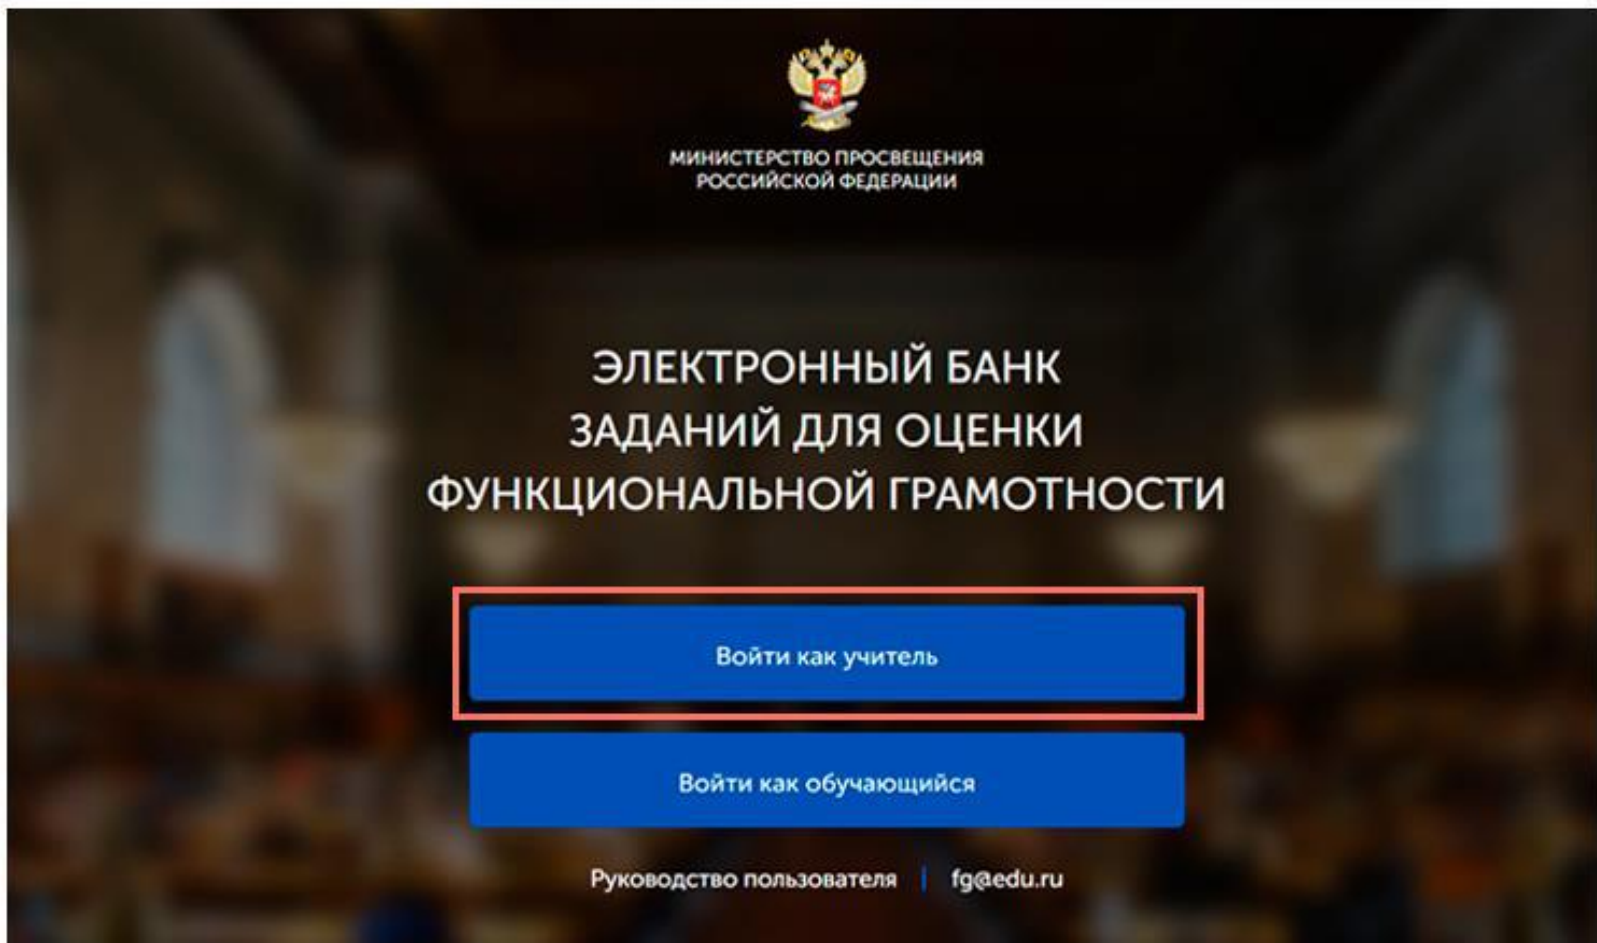 МИНИСТЕРСТВО ПРОСВЕЩЕНИЯ
РОССИЙСКОЙ ФЕДЕРАЦИИ
ЭЛЕКТРОННЫЙ БАНК
ЗАДАНИЙ ДЛЯ ОЦЕНКИ
ФУНКЦИОНАЛЬНОЙ ГРАМОТНОСТИ
Войти как учитель
Войти как обучающийся
Руководство пользователя | fg@edu.ru